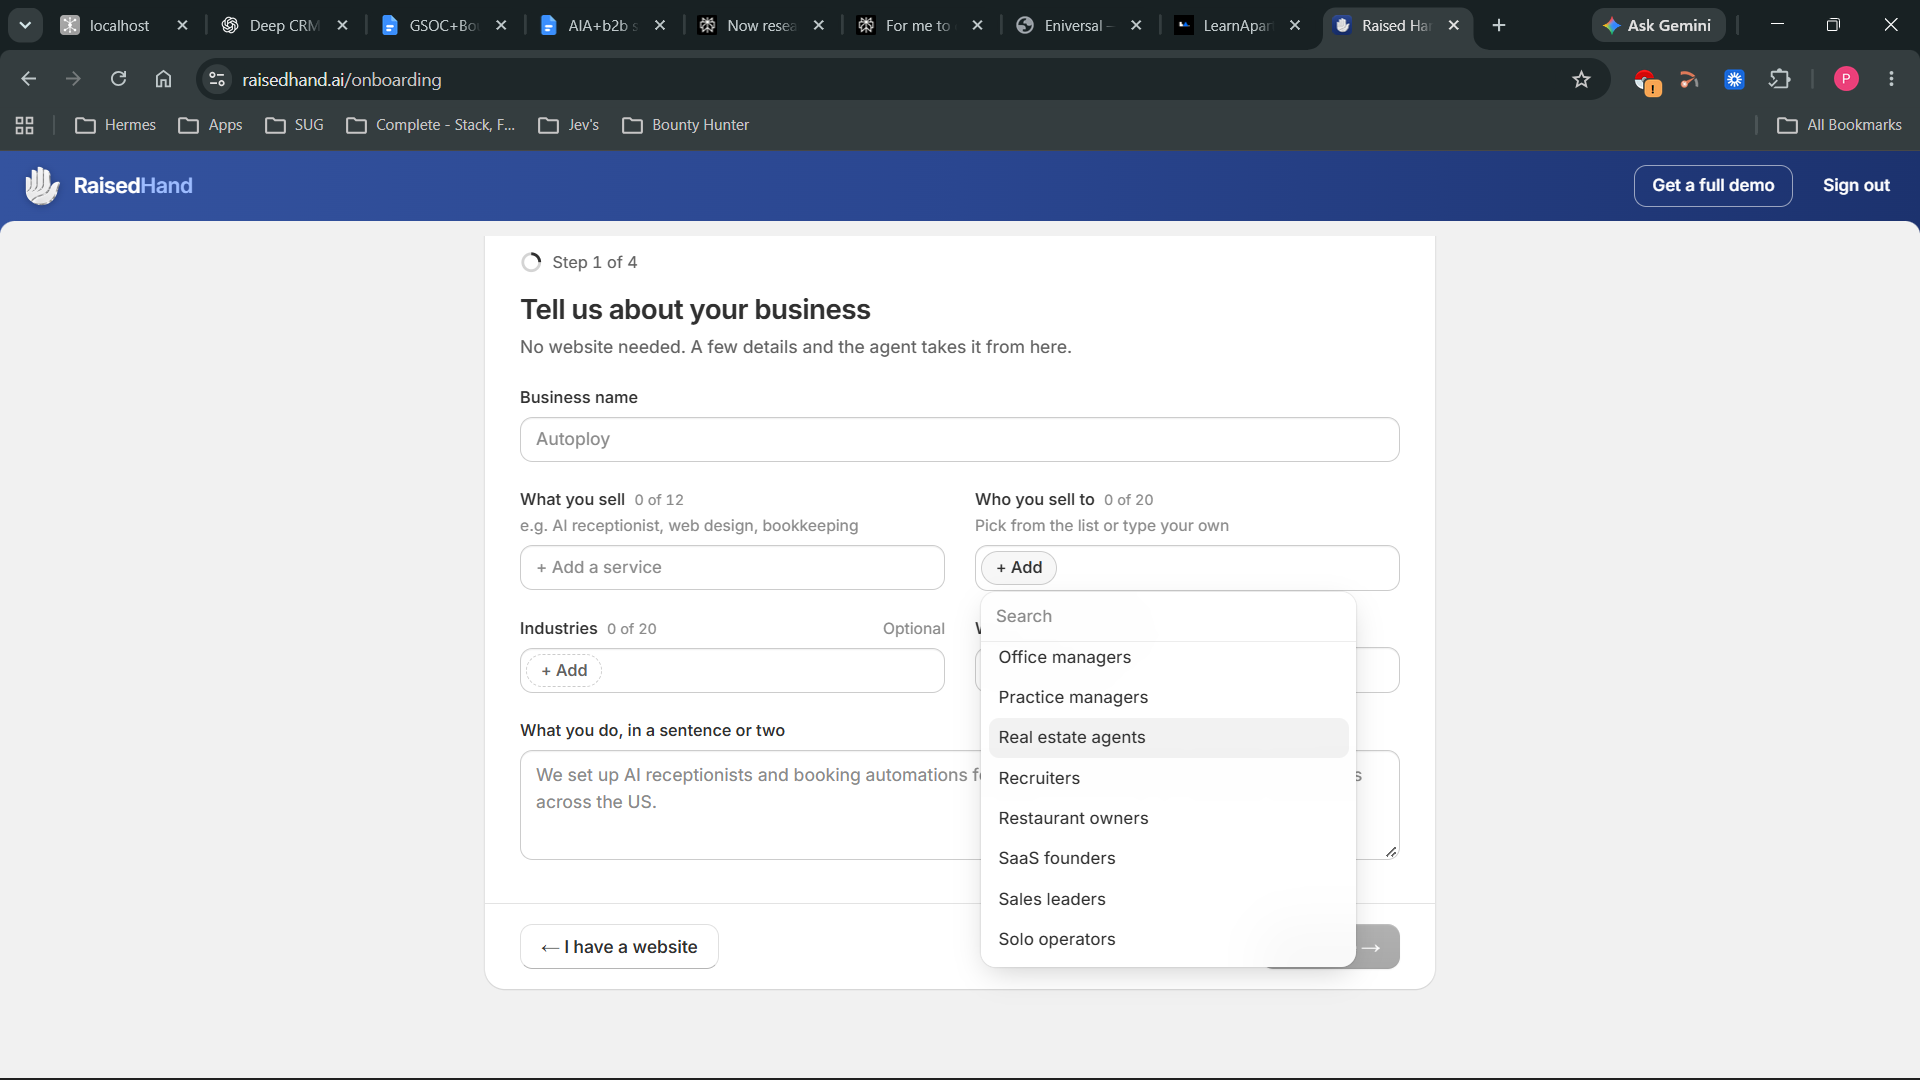 localhost
Deep CRM
GSOC+Bo
AIA+b2b s
Now resea
For me to
Eniversal –
LearnApar
Raised Har
Ask Gemini
raisedhand.ai/onboarding
P
Hermes
Apps
SUG
Complete - Stack, F...
Jev's
Bounty Hunter
All Bookmarks
RaisedHand
Get a full demo
Sign out
Step 1 of 4
Tell us about your business
No website needed. A few details and the agent takes it from here.
Business name
Autoploy
What you sell 0 of 12
e.g. AI receptionist, web design, bookkeeping
+ Add a service
Who you sell to 0 of 20
Pick from the list or type your own
+ Add
Search
Office managers
Practice managers
Real estate agents
Recruiters
Restaurant owners
SaaS founders
Sales leaders
Solo operators
Industries 0 of 20
Optional
+ Add
What you do, in a sentence or two
We set up AI receptionists and booking automations f
s
across the US.
← I have a website
→